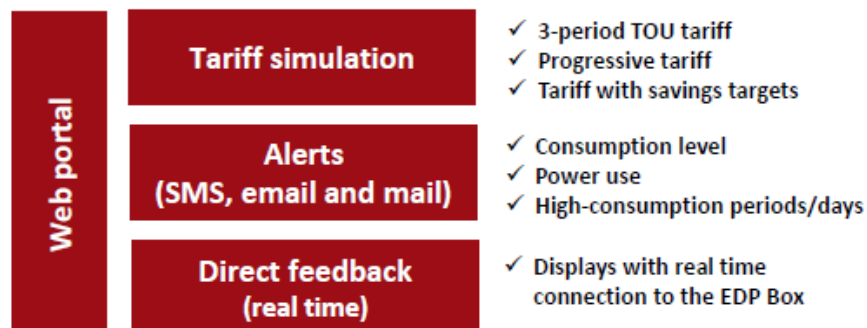 Web portal
Tariff simulation
✓ 3-period TOU tariff
✓ Progressive tariff
✓ Tariff with savings targets
Alerts
(SMS, email and mail)
✓ Consumption level
✓ Power use
✓ High-consumption periods/days
Direct feedback
(real time)
✓ Displays with real time
connection to the EDP Box